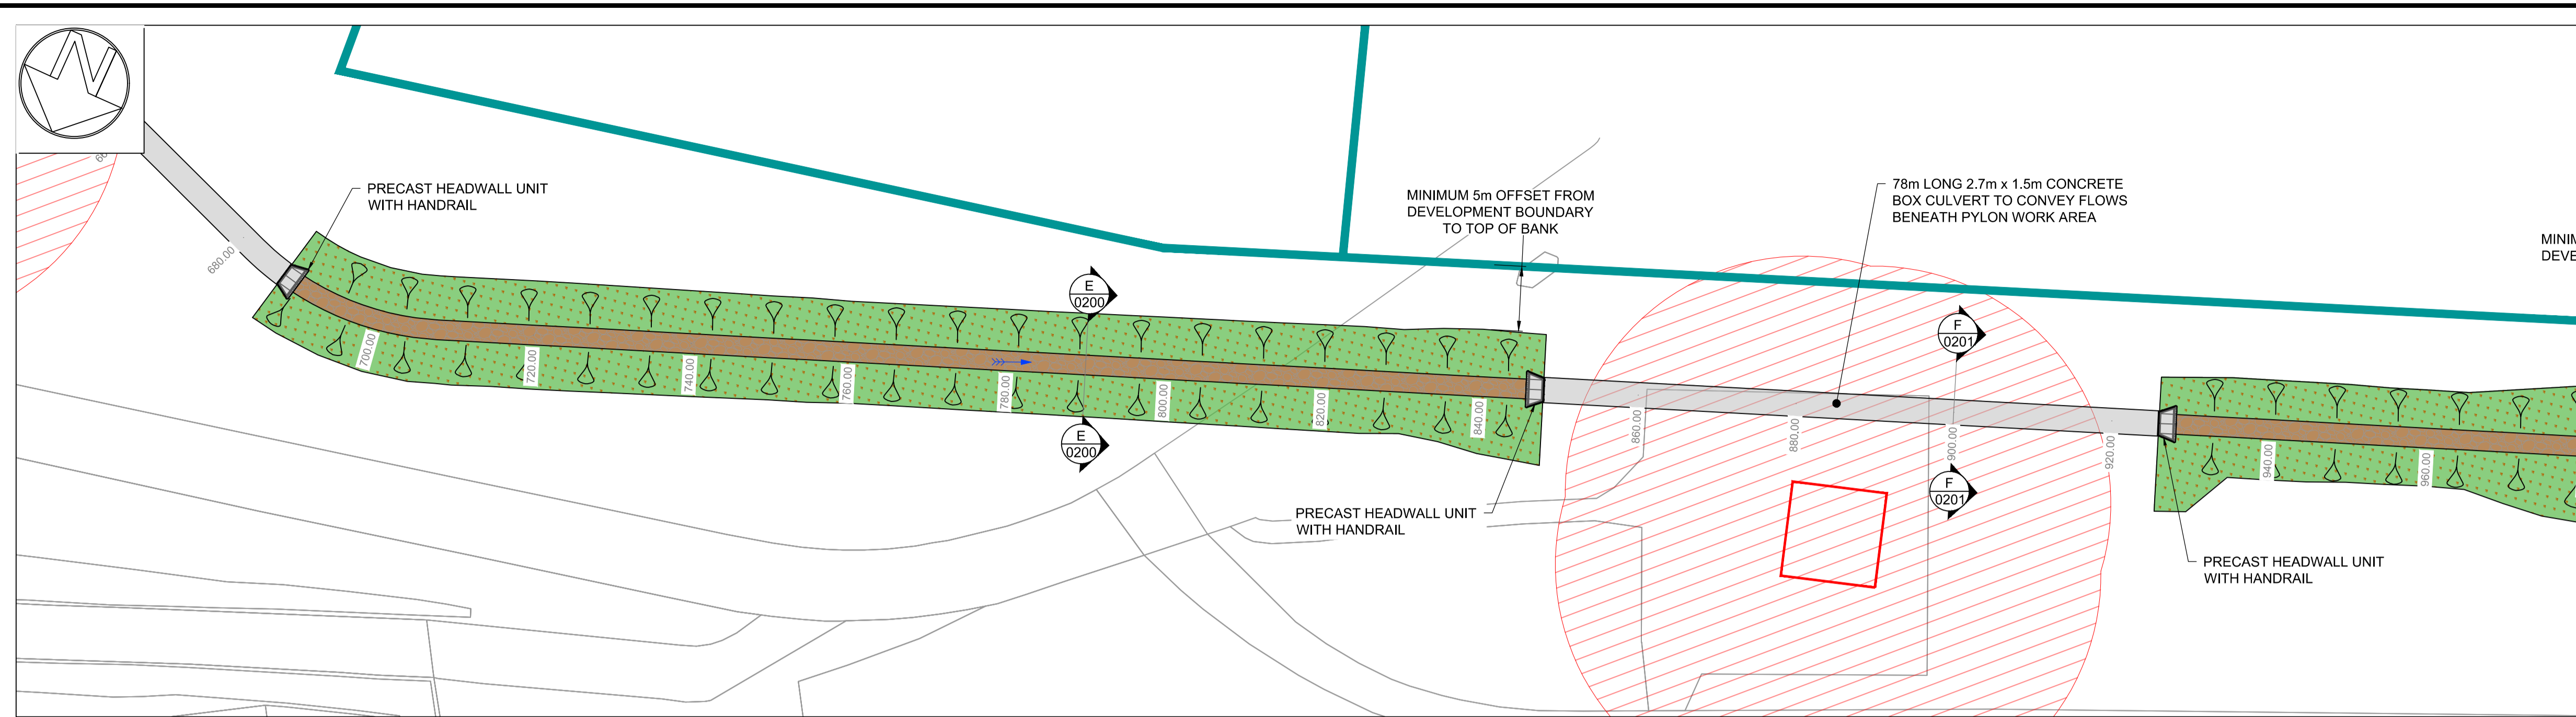 N
PRECAST HEADWALL UNIT
WITH HANDRAIL
MINIMUM 5m OFFSET FROM
DEVELOPMENT BOUNDARY
TO TOP OF BANK
78m LONG 2.7m x 1.5m CONCRETE
BOX CULVERT TO CONVEY FLOWS
BENEATH PYLON WORK AREA
E
0200
F
0201
680.00
700.00
720.00
740.00
760.00
780.00
800.00
820.00
840.00
860.00
880.00
900.00
920.00
940.00
960.00
E
0200
F
0201
PRECAST HEADWALL UNIT
WITH HANDRAIL
PRECAST HEADWALL UNIT
WITH HANDRAIL